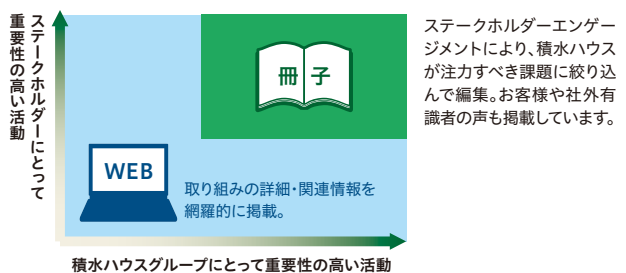 ステークホルダーにとって
重要性の高い活動
冊子
ステークホルダーエンゲー
ジメントにより、積水ハウス
が注力すべき課題に絞り込
んで編集。お客様や社外有
識者の声も掲載しています。
WEB
取り組みの詳細・関連情報を
網羅的に掲載。
積水ハウスグループにとって重要性の高い活動